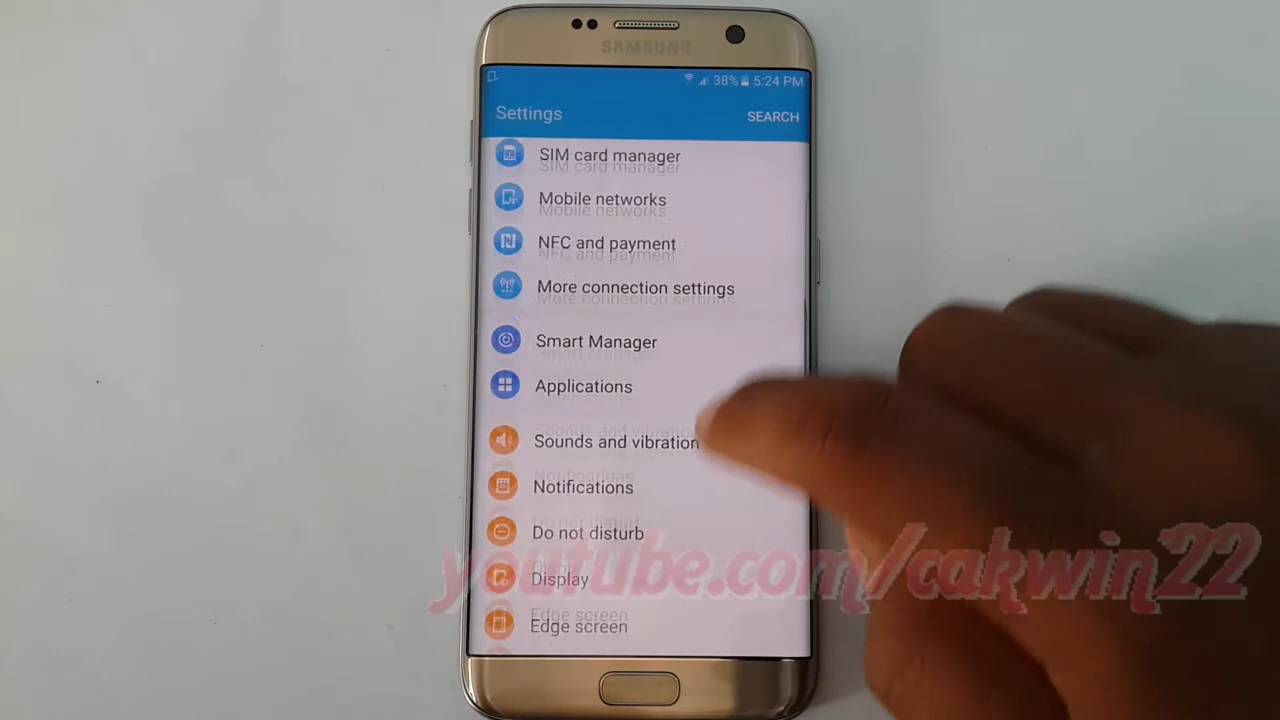 SAMSUNG
38% 5:24 PM
Settings
SEARCH
SIM card manager
Mobile networks
NFC and payment
More connection settings
Smart Manager
Applications
Sounds and vibration
Notifications
Do not disturb
youtube.com/cakwin22
Display
Edge screen